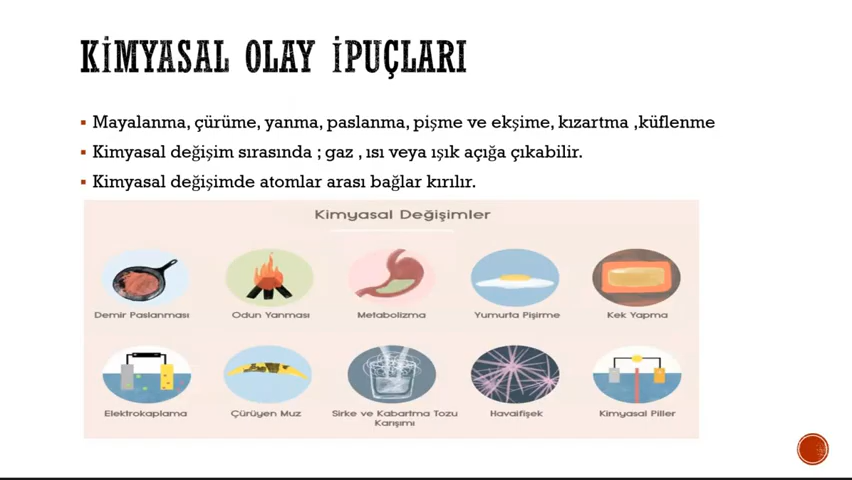 KİMYASAL OLAY İPUÇLARI
▪ Mayalanma, çürüme, yanma, paslanma, pişme ve ekşime, kızartma ,küflenme
▪ Kimyasal değişim sırasında ; gaz , ısı veya ışık açığa çıkabilir.
▪ Kimyasal değişimde atomlar arası bağlar kırılır.
Kimyasal Değişimler
Demir Paslanması
Odun Yanması
Metabolizma
Yumurta Pişirme
Kek Yapma
Elektrokaplama
Çürüyen Muz
Sirke ve Kabartma Tozu
Karışımı
Havaifişek
Kimyasal Piller